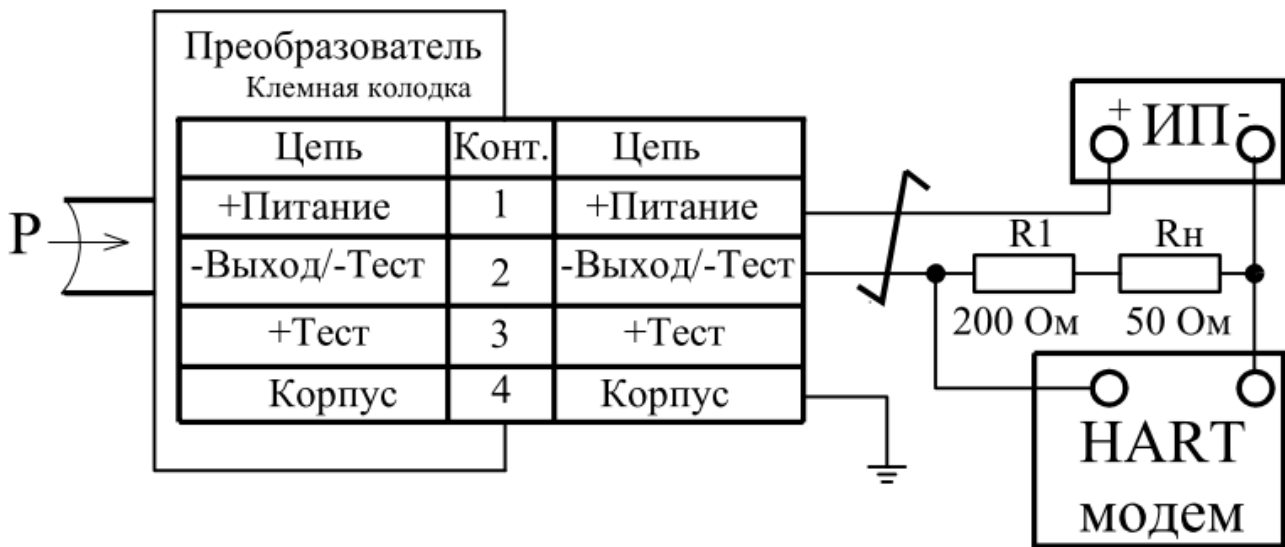 Преобразователь
Клемная колодка
Цепь Конт. Цепь
+Питание 1 +Питание
-Выход/-Тест 2 -Выход/-Тест
+Тест 3 +Тест
Корпус 4 Корпус
P
+ ИП -
R1 Rн
200 Ом 50 Ом
HART
модем